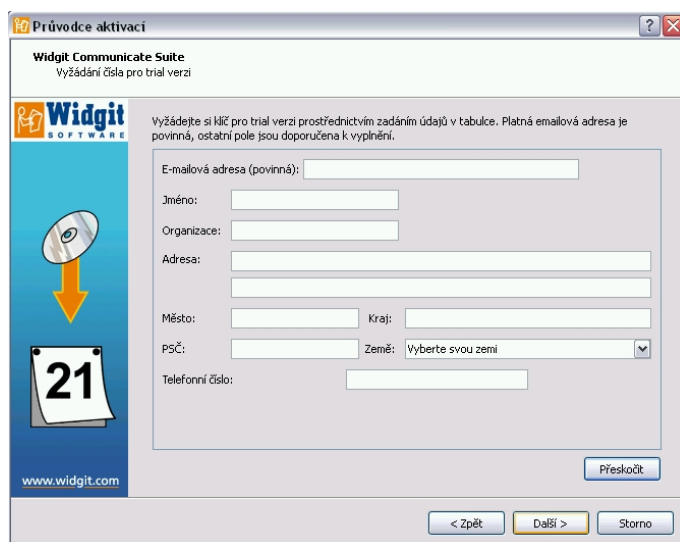 Průvodce aktivací
Widgit Communicate Suite
Vyžádání čísla pro trial verzi
Widgit
SOFTWARE
Vyžádejte si klíč pro trial verzi prostřednictvím zadáním údajů v tabulce. Platná emailová adresa je
povinná, ostatní pole jsou doporučena k vyplnění.
E-mailová adresa (povinná):
Jméno:
Organizace:
Adresa:
Město: Kraj:
PSČ: Země: Vyberte svou zemi
Telefonní číslo:
21
Přeskočit
www.widgit.com
< Zpět Další > Storno